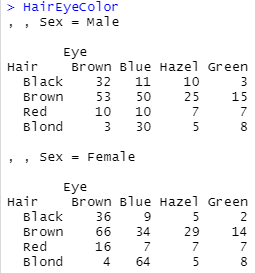 > HairEyeColor
, , Sex = Male
Eye
Hair Brown Blue Hazel Green
Black 32 11 10 3
Brown 53 50 25 15
Red 10 10 7 7
Blond 3 30 5 8
, , Sex = Female
Eye
Hair Brown Blue Hazel Green
Black 36 9 5 2
Brown 66 34 29 14
Red 16 7 7 7
Blond 4 64 5 8